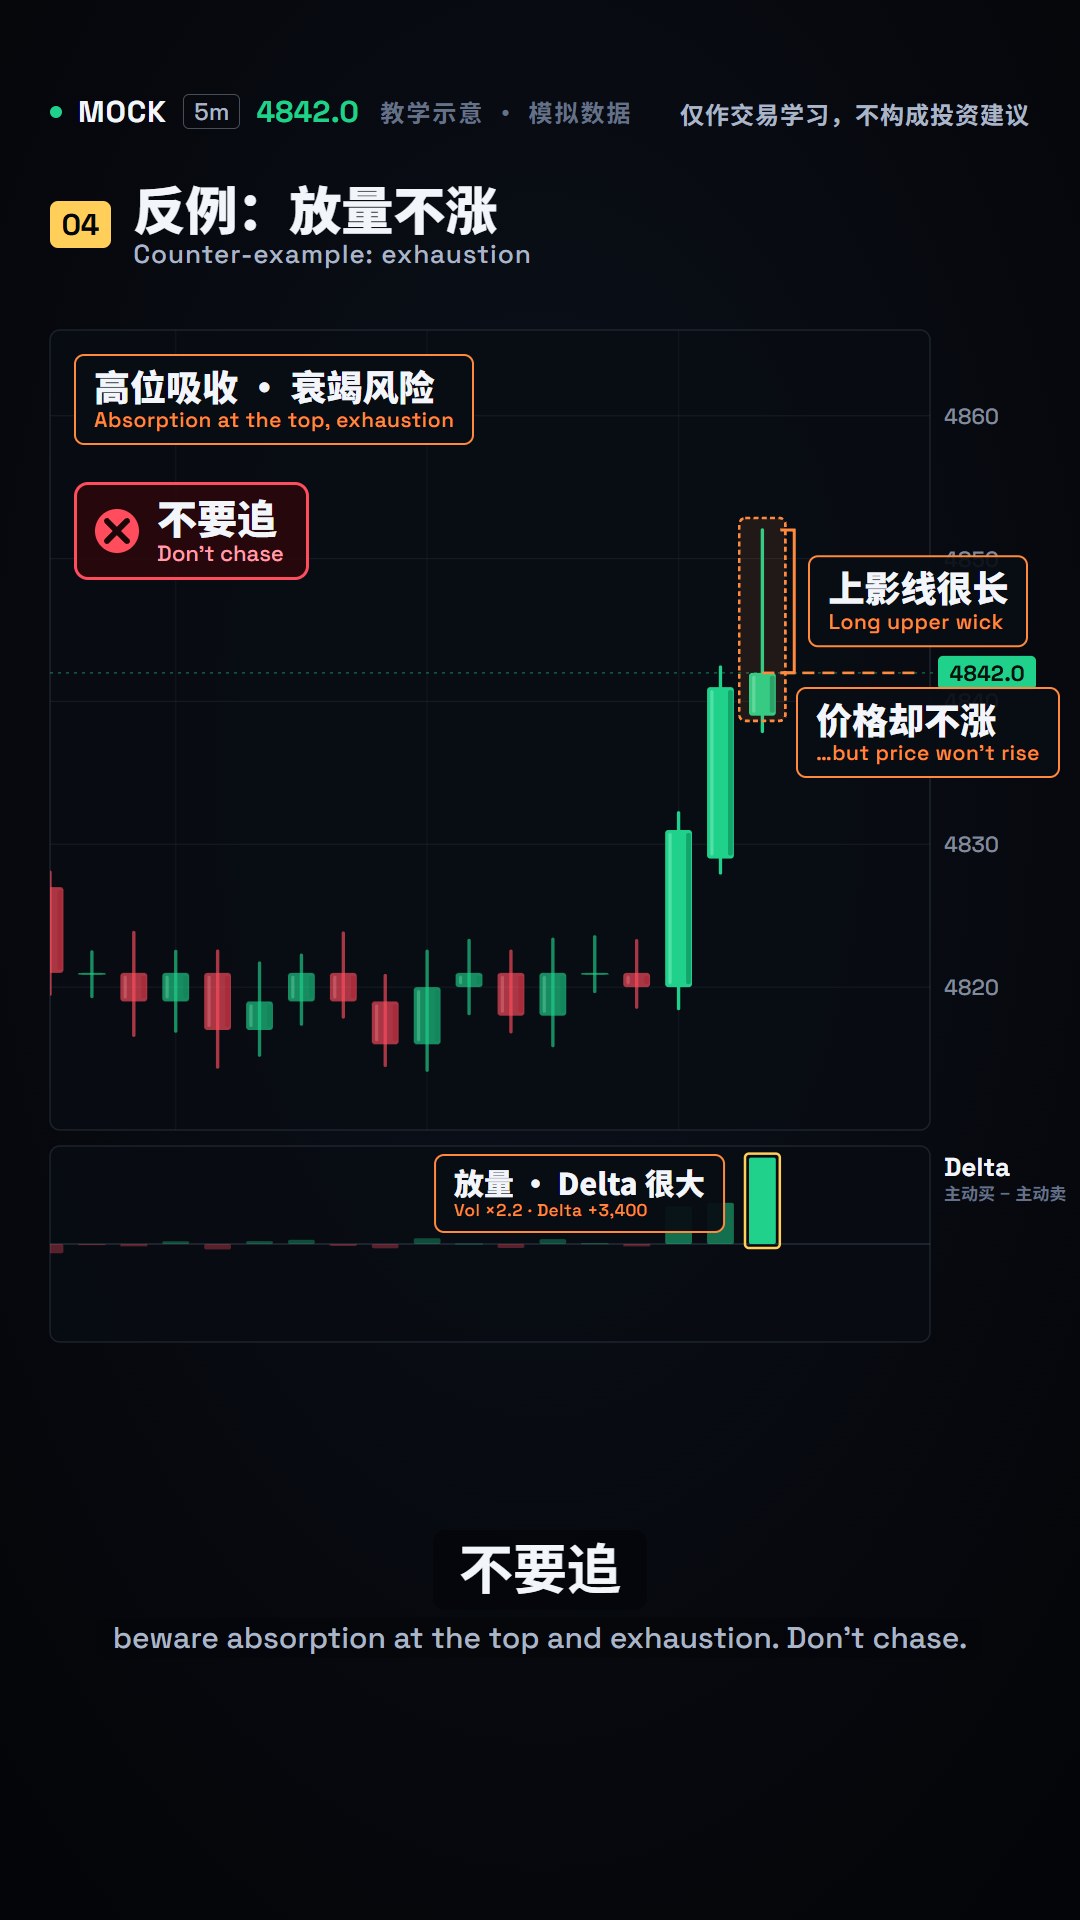 MOCK 5m 4842.0 教学示意 • 模拟数据 仅作交易学习，不构成投资建议
04 反例：放量不涨
Counter-example: exhaustion
高位吸收 • 衰竭风险
Absorption at the top, exhaustion
4860
不要追
Don't chase
4850
上影线很长
Long upper wick
4842.0
4840
价格却不涨
...but price won't rise
4830
4820
放量 • Delta 很大
Vol ×2.2 · Delta +3,400
Delta
主动买 − 主动卖
不要追
beware absorption at the top and exhaustion. Don't chase.